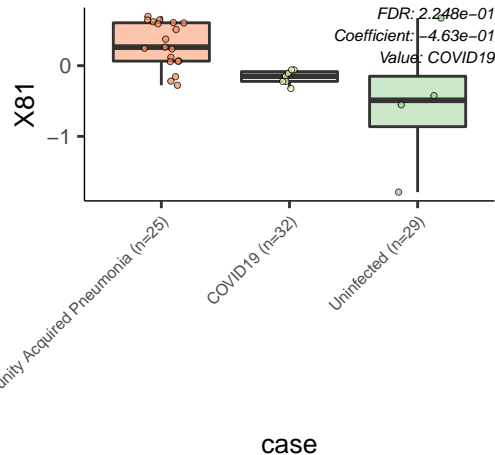 FDR: 2.248e−01
Coefficient: −4.63e−01
Value: COVID19
X81
0
−1
unity Acquired Pneumonia (n=25)
COVID19 (n=32)
Uninfected (n=29)
case